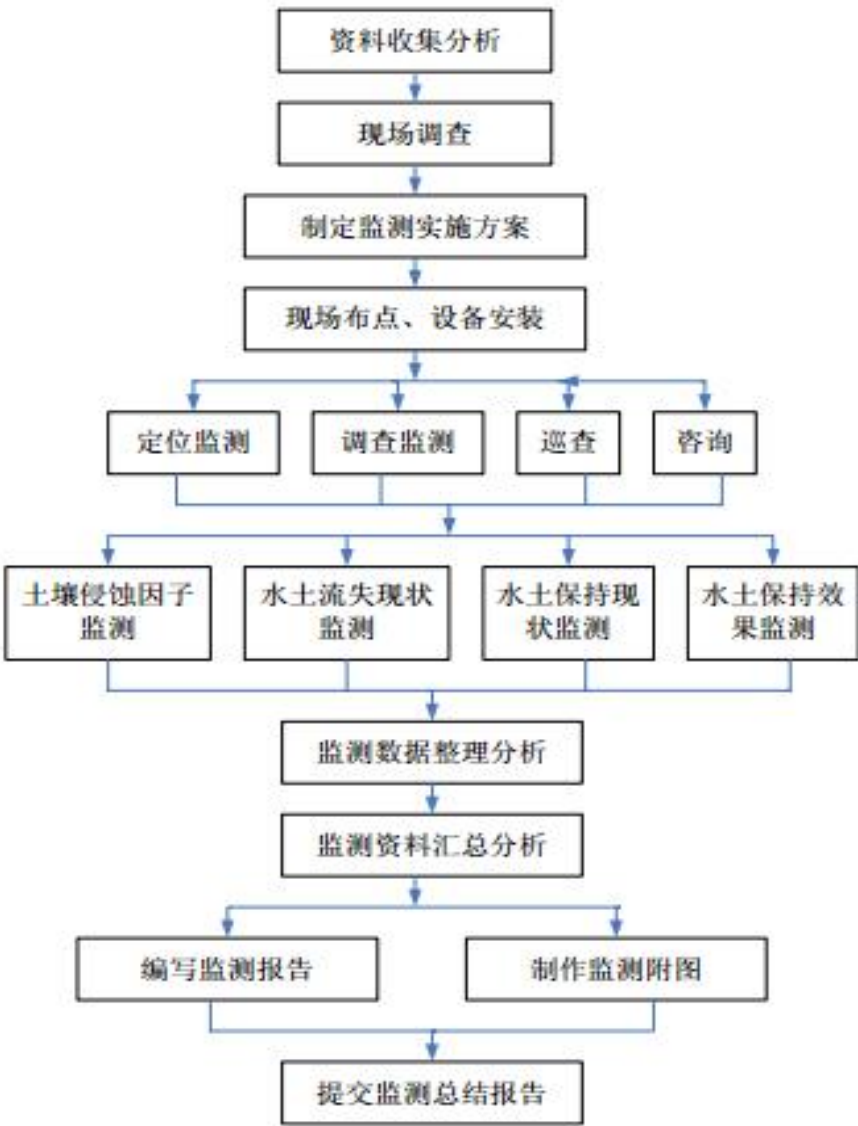 资料收集分析
现场调查
制定监测实施方案
现场布点、设备安装
定位监测
调查监测
巡查
咨询
土壤侵蚀因子
监测
水土流失现状
监测
水土保持现
状监测
水土保持效
果监测
监测数据整理分析
监测资料汇总分析
编写监测报告
制作监测附图
提交监测总结报告